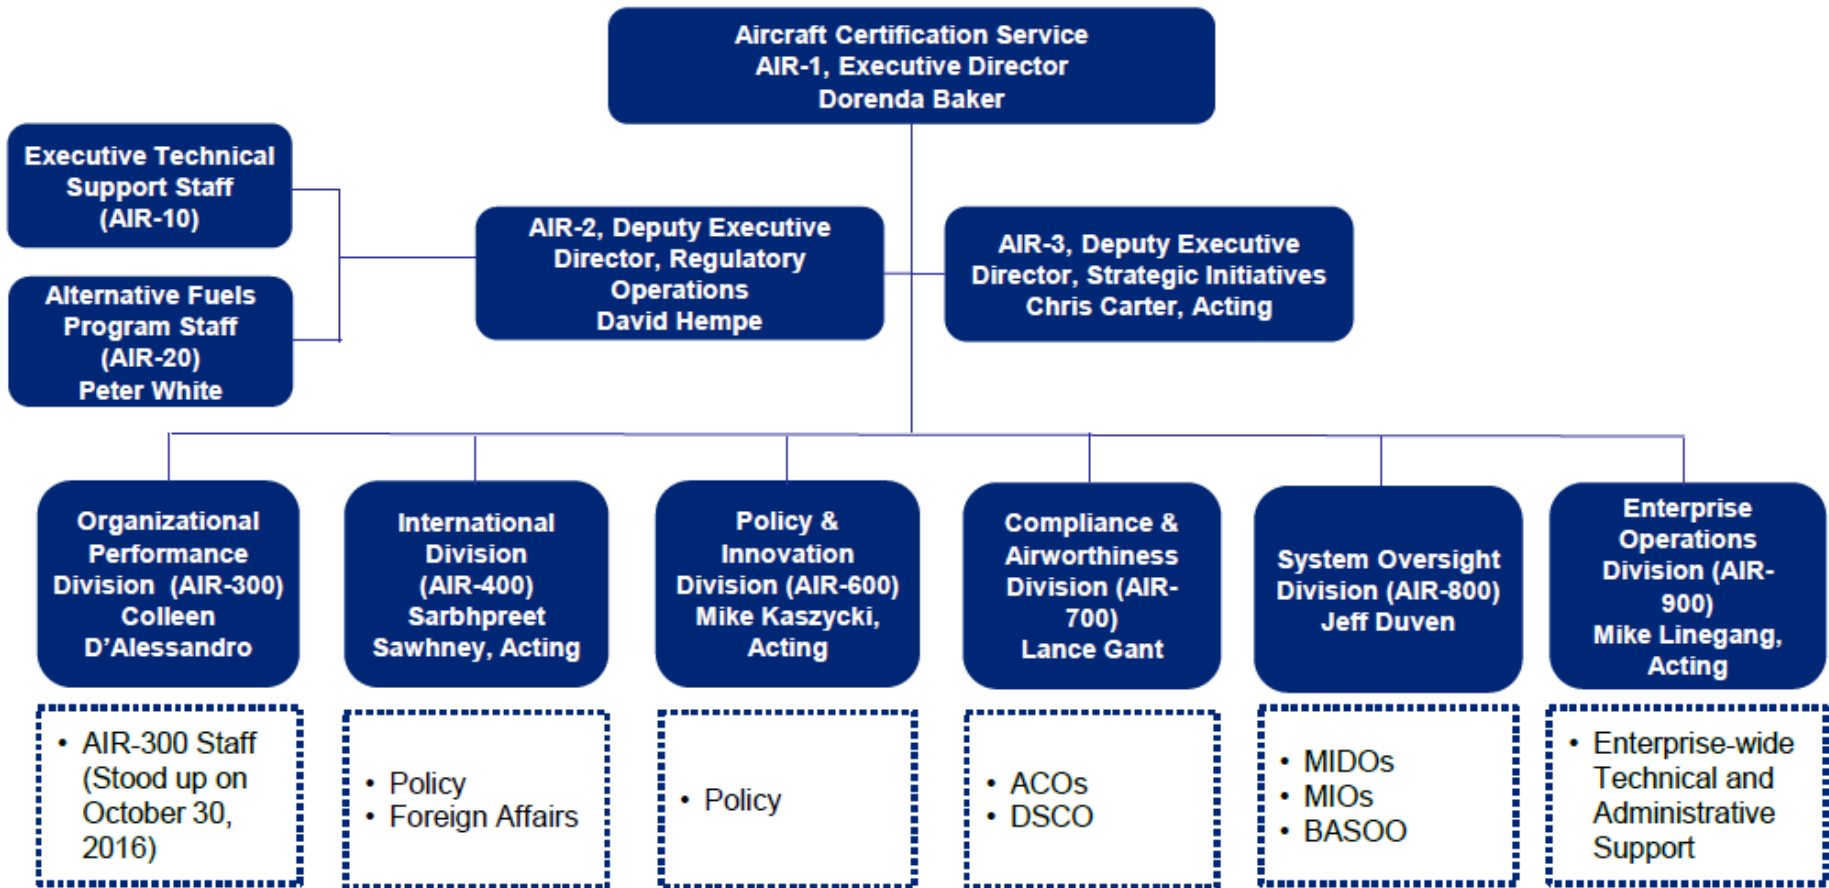 Aircraft Certification Service
AIR-1, Executive Director
Dorenda Baker
Executive Technical
Support Staff
(AIR-10)
Alternative Fuels
Program Staff
(AIR-20)
Peter White
AIR-2, Deputy Executive
Director, Regulatory
Operations
David Hempe
AIR-3, Deputy Executive
Director, Strategic Initiatives
Chris Carter, Acting
Organizational
Performance
Division (AIR-300)
Colleen
D’Alessandro
International
Division
(AIR-400)
Sarbhpreet
Sawhney, Acting
Policy &
Innovation
Division (AIR-600)
Mike Kaszycki,
Acting
Compliance &
Airworthiness
Division (AIR-
700)
Lance Gant
System Oversight
Division (AIR-800)
Jeff Duven
Enterprise
Operations
Division (AIR-
900)
Mike Linegang,
Acting
• AIR-300 Staff
(Stood up on
October 30,
2016)
• Policy
• Foreign Affairs
• Policy
• ACOs
• DSCO
• MIDOs
• MIOs
• BASOO
• Enterprise-wide
Technical and
Administrative
Support